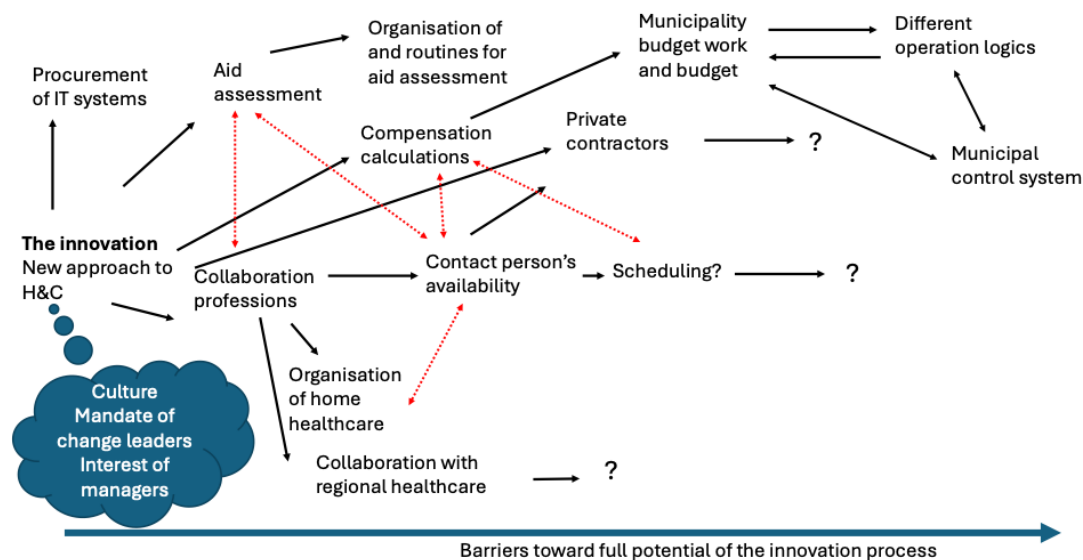 Organisation of
and routines for
aid assessment
Municipality
budget work
and budget
Different
operation logics
Procurement
of IT systems
Aid
assessment
Compensation
calculations
Private
contractors
?
Municipal
control system
The innovation
New approach to
H&C
Collaboration
professions
Contact person's
availability
Scheduling?
?
Organisation
of home
healthcare
Culture
Mandate of
change leaders
Interest of
managers
Collaboration with
regional healthcare
?
Barriers toward full potential of the innovation process